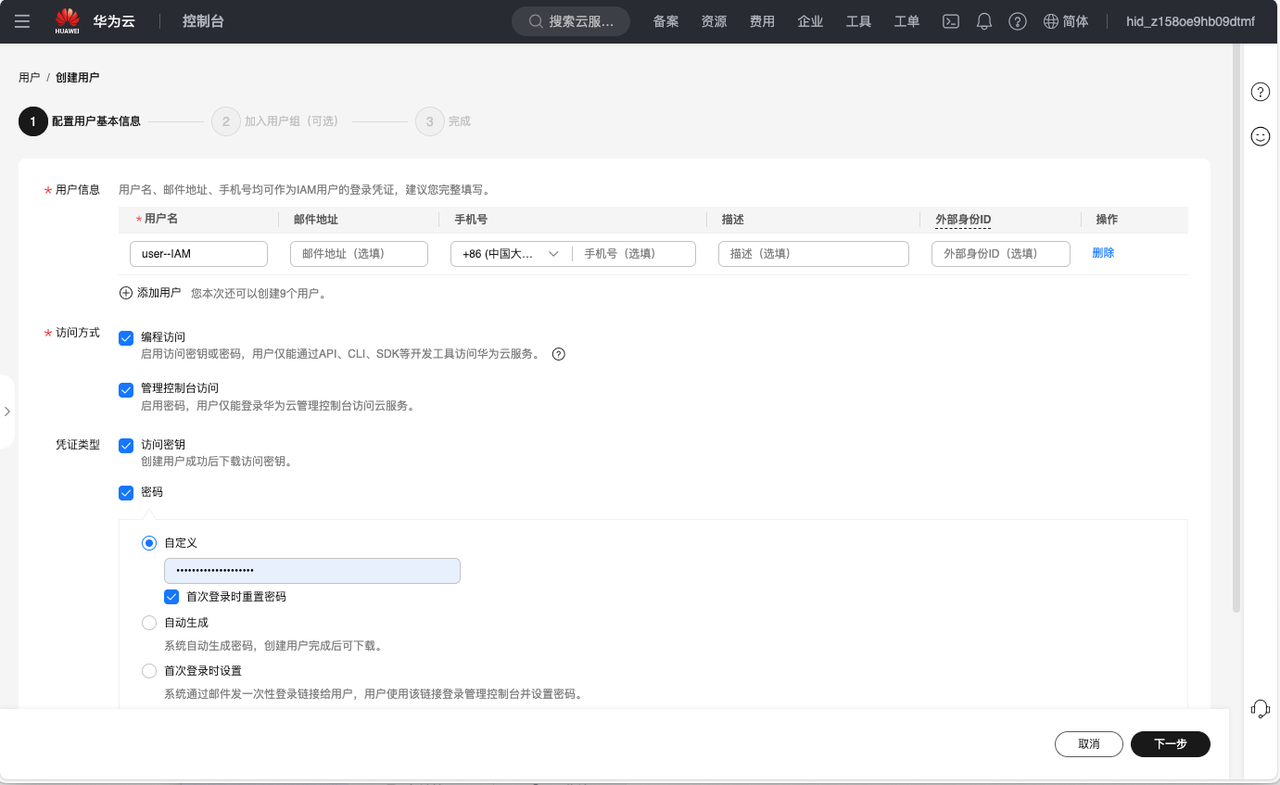 HUAWEI 华为云 控制台 搜索云服... 备案 资源 费用 企业 工具 工单 简体 hid_z158oe9hb09dtmf
用户 / 创建用户
1 配置用户基本信息 2 加入用户组（可选） 3 完成
* 用户信息 用户名、邮件地址、手机号均可作为IAM用户的登录凭证，建议您完整填写。
* 用户名 邮件地址 手机号 描述 外部身份ID 操作
user--IAM 邮件地址（选填） +86 (中国大... 手机号（选填） 描述（选填） 外部身份ID（选填） 删除
添加用户 您本次还可以创建9个用户。
* 访问方式 编程访问
启用访问密钥或密码，用户仅能通过API、CLI、SDK等开发工具访问华为云服务。
管理控制台访问
启用密码，用户仅能登录华为云管理控制台访问云服务。
凭证类型 访问密钥
创建用户成功后下载访问密钥。
密码
自定义
••••••••••••••••••••
首次登录时重置密码
自动生成
系统自动生成密码，创建用户完成后可下载。
首次登录时设置
系统通过邮件发一次性登录链接给用户，用户使用该链接登录管理控制台并设置密码。
取消 下一步